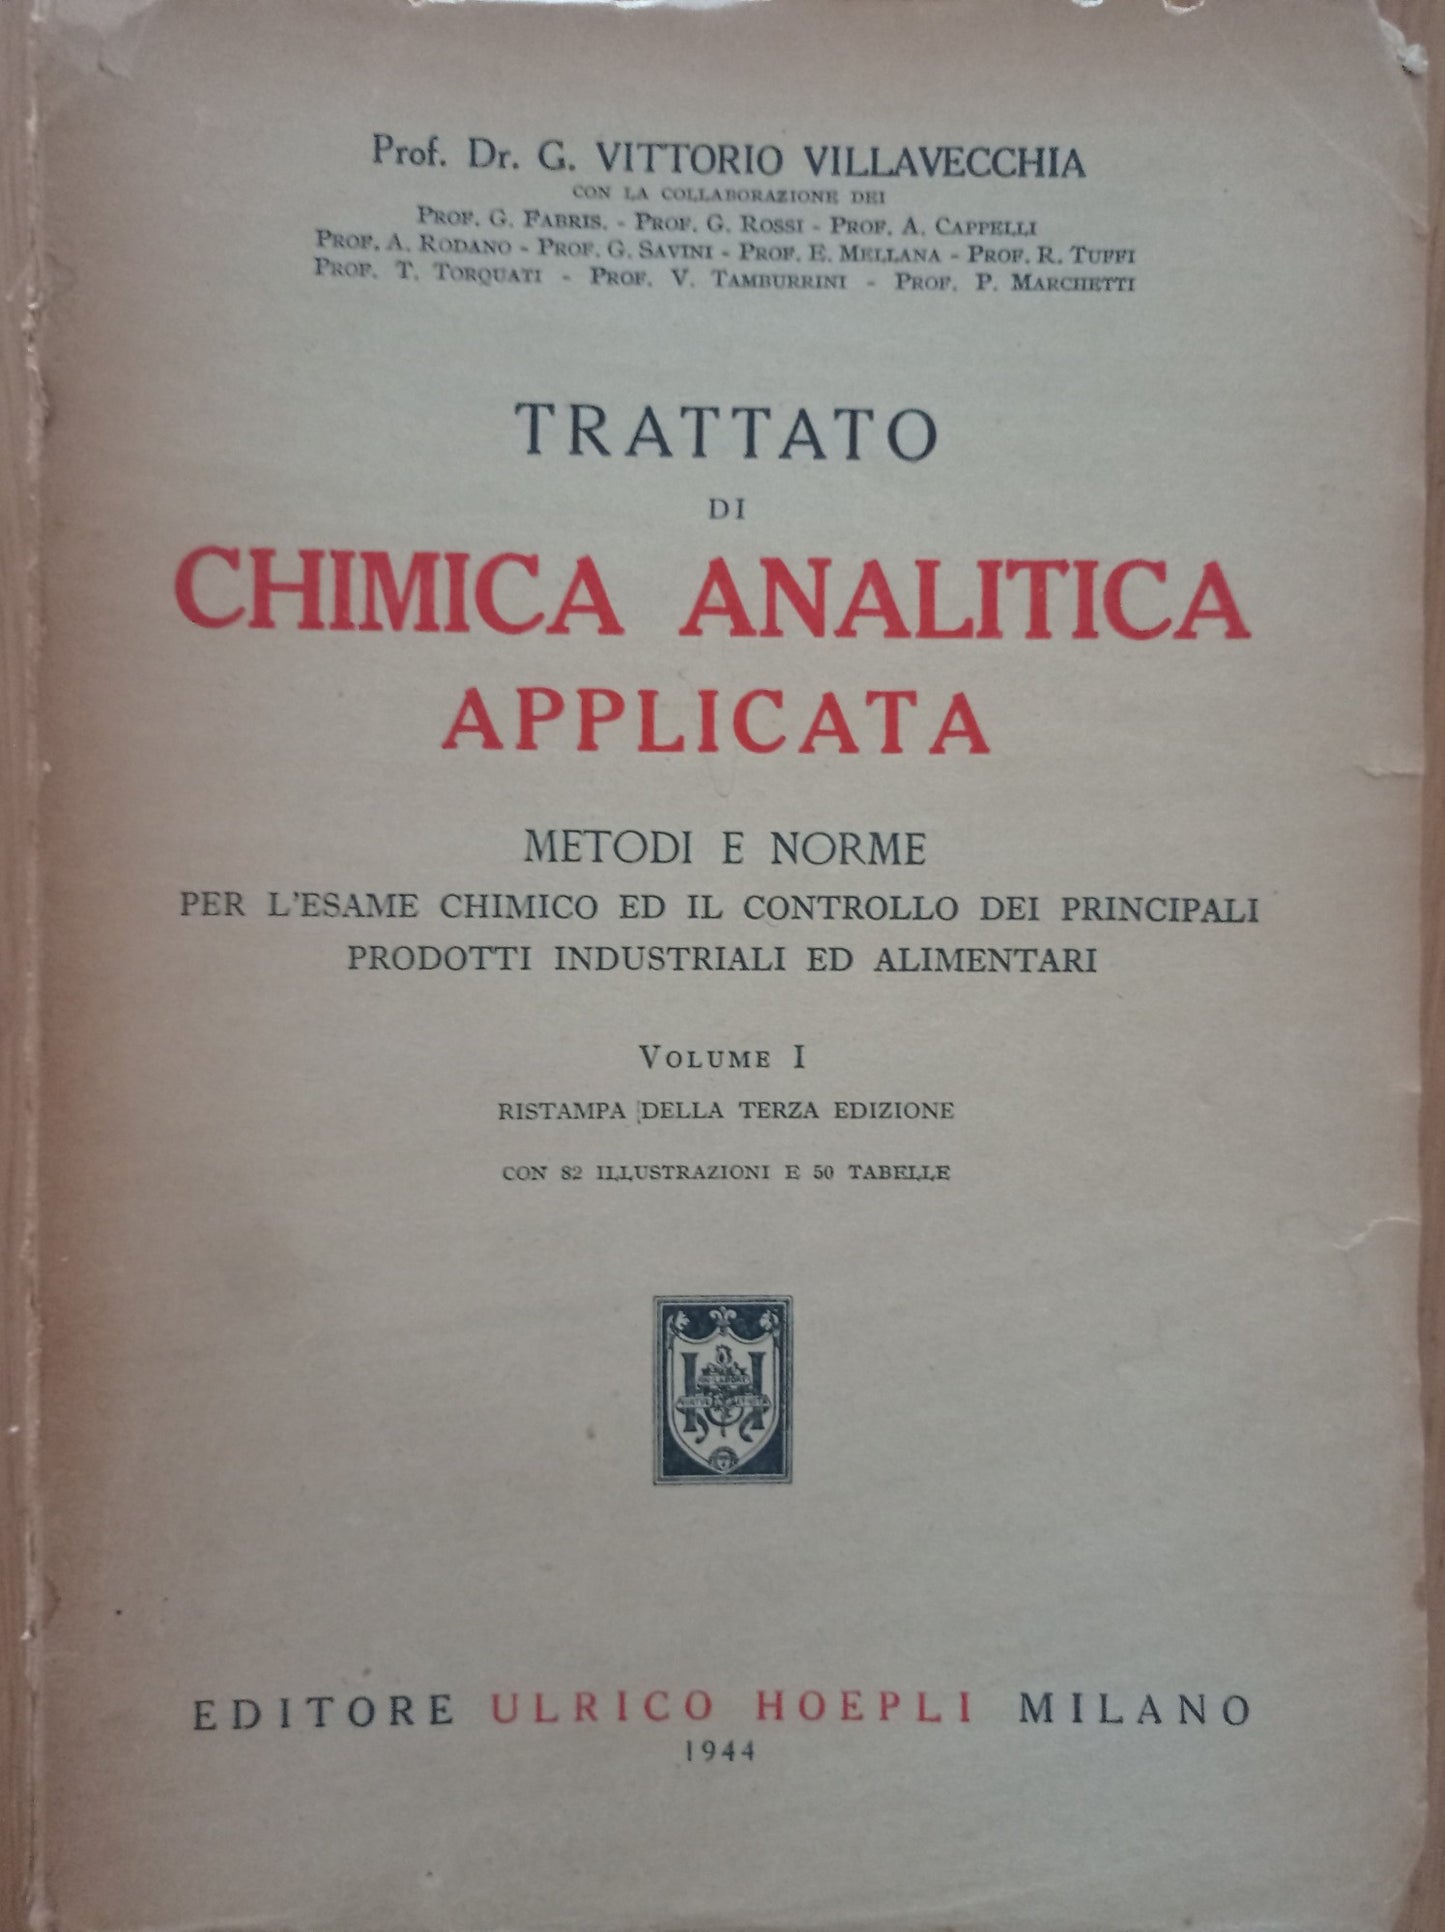 Prof. Dr. G. VITTORIO VILLAVECCHIA
CON LA COLLABORAZIONE DEI
PROF. G. FABRIS. - PROF. G. ROSSI - PROF. A. CAPPELLI
PROF. A. RODANO - PROF. G. SAVINI - PROF. E. MELLANA - PROF. R. TUFFI
PROF. T. TORQUATI - PROF. V. TAMBURRINI - PROF. P. MARCHETTI
TRATTATO
DI
CHIMICA ANALITICA
APPLICATA
METODI E NORME
PER L'ESAME CHIMICO ED IL CONTROLLO DEI PRINCIPALI
PRODOTTI INDUSTRIALI ED ALIMENTARI
VOLUME I
RISTAMPA DELLA TERZA EDIZIONE
CON 82 ILLUSTRAZIONI E 50 TABELLE
EDITORE ULRICO HOEPLI MILANO
1944